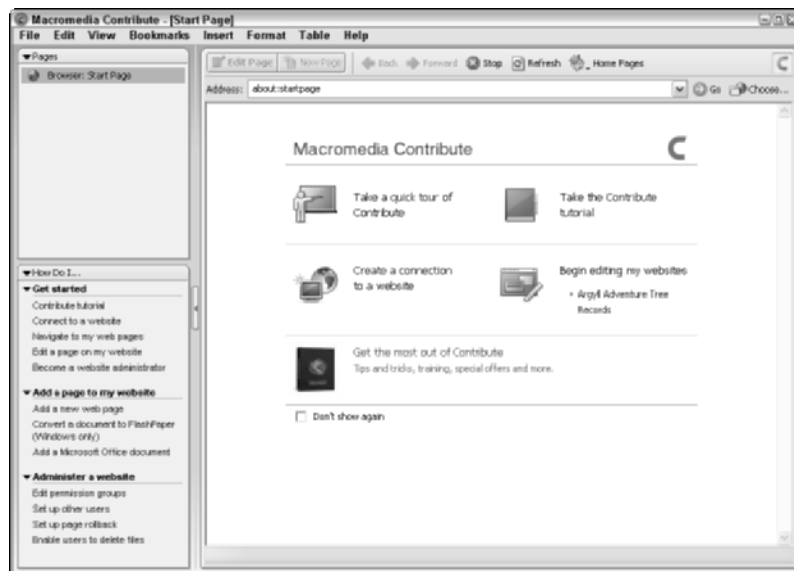 Macromedia Contribute - [Start Page]
File Edit View Bookmarks Insert Format Table Help
Pages
Browser: Start Page
Edit Page New Page Back Forward Stop Refresh Home Pages
Address: about:startpage Go Choose...
Macromedia Contribute
Take a quick tour of
Contribute
Take the Contribute
tutorial
Create a connection
to a website
Begin editing my websites
Argyll Adventure Tree
Records
Get the most out of Contribute
Tips and tricks, training, special offers and more.
Don't show again
How Do I...
Get started
Contribute tutorial
Connect to a website
Navigate to my web pages
Edit a page on my website
Become a website administrator
Add a page to my website
Add a new web page
Convert a document to FlashPaper
(Windows only)
Add a Microsoft Office document
Administer a website
Edit permission groups
Set up other users
Set up page rollback
Enable users to delete files